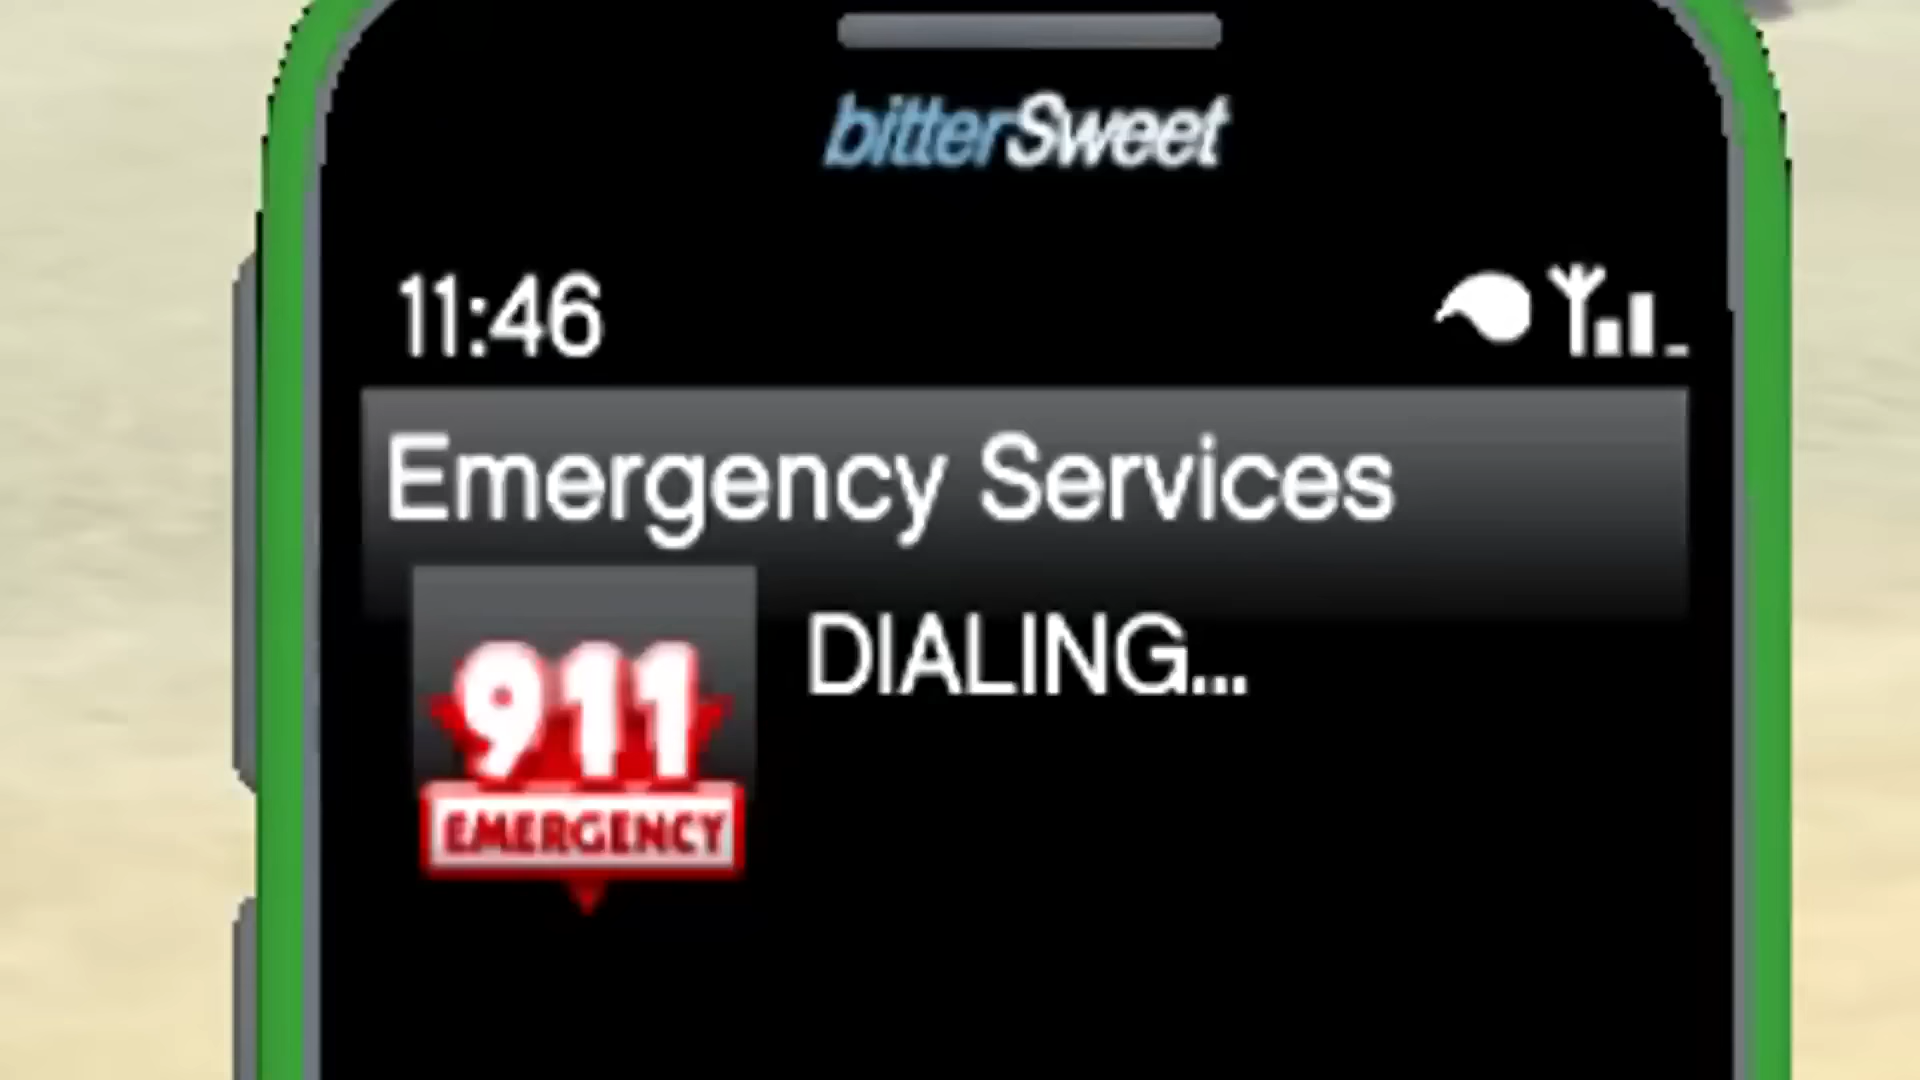 bitterSweet
11:46
Emergency Services
911
EMERGENCY
DIALING...